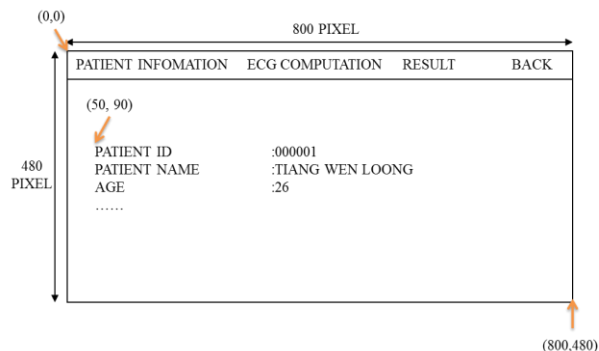 (0,0)
800 PIXEL
PATIENT INFOMATION ECG COMPUTATION RESULT BACK
(50, 90)
480
PIXEL
PATIENT ID :000001
PATIENT NAME :TIANG WEN LOONG
AGE :26
......
(800,480)